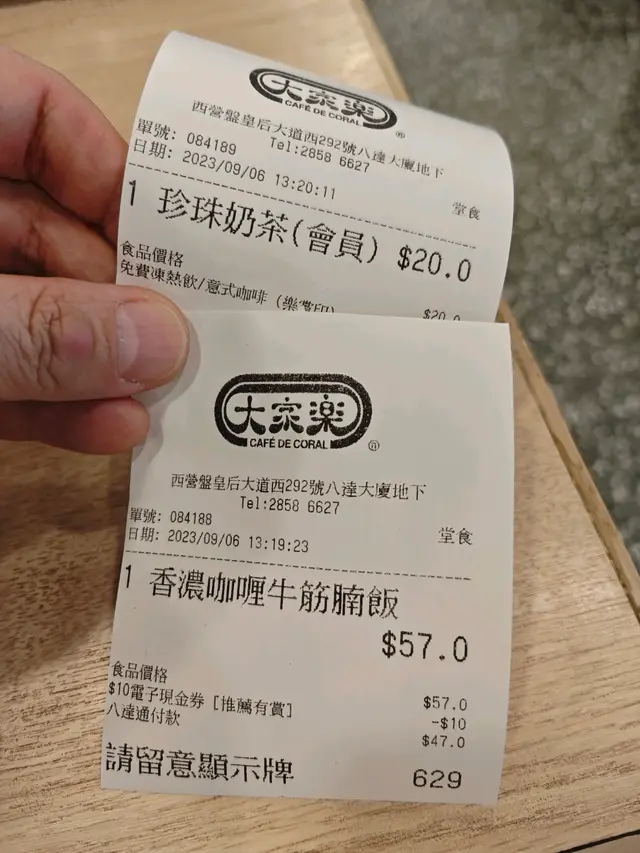 大家樂
CAFÉ DE CORAL ®
西營盤皇后大道西292號八達大廈地下
Tel:2858 6627
單號: 084189
日期: 2023/09/06 13:20:11 堂食
1 珍珠奶茶(會員) $20.0
食品價格 $20.0
免費凍熱飲/意式咖啡 (樂賞印)
大家樂
CAFÉ DE CORAL ®
西營盤皇后大道西292號八達大廈地下
Tel:2858 6627
單號: 084188
日期: 2023/09/06 13:19:23 堂食
1 香濃咖喱牛筋腩飯
$57.0
食品價格 $57.0
$10電子現金券 [推薦有賞] -$10
八達通付款 $47.0
請留意顯示牌 629